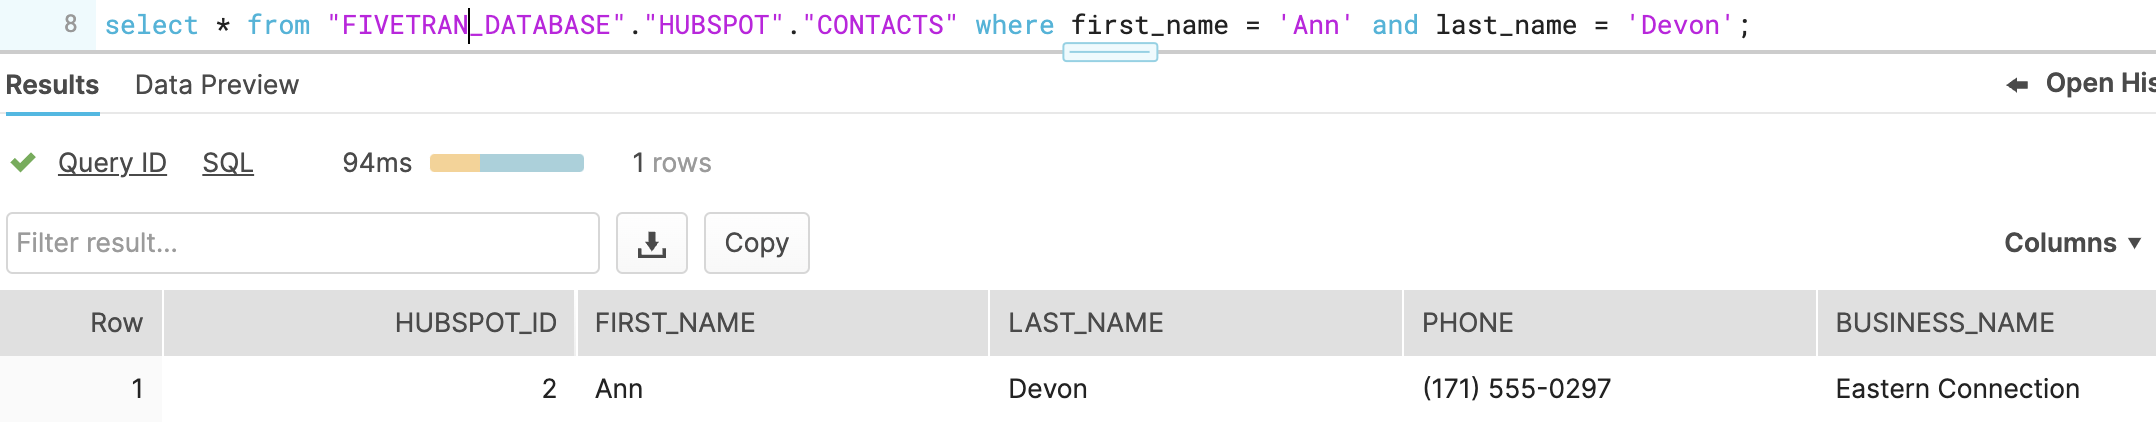 8 select * from "FIVETRAN_DATABASE"."HUBSPOT"."CONTACTS" where first_name = 'Ann' and last_name = 'Devon';
Results Data Preview Open His
Query ID SQL 94ms 1 rows
Filter result... Copy Columns ▼
Row HUBSPOT_ID FIRST_NAME LAST_NAME PHONE BUSINESS_NAME
1 2 Ann Devon (171) 555-0297 Eastern Connection